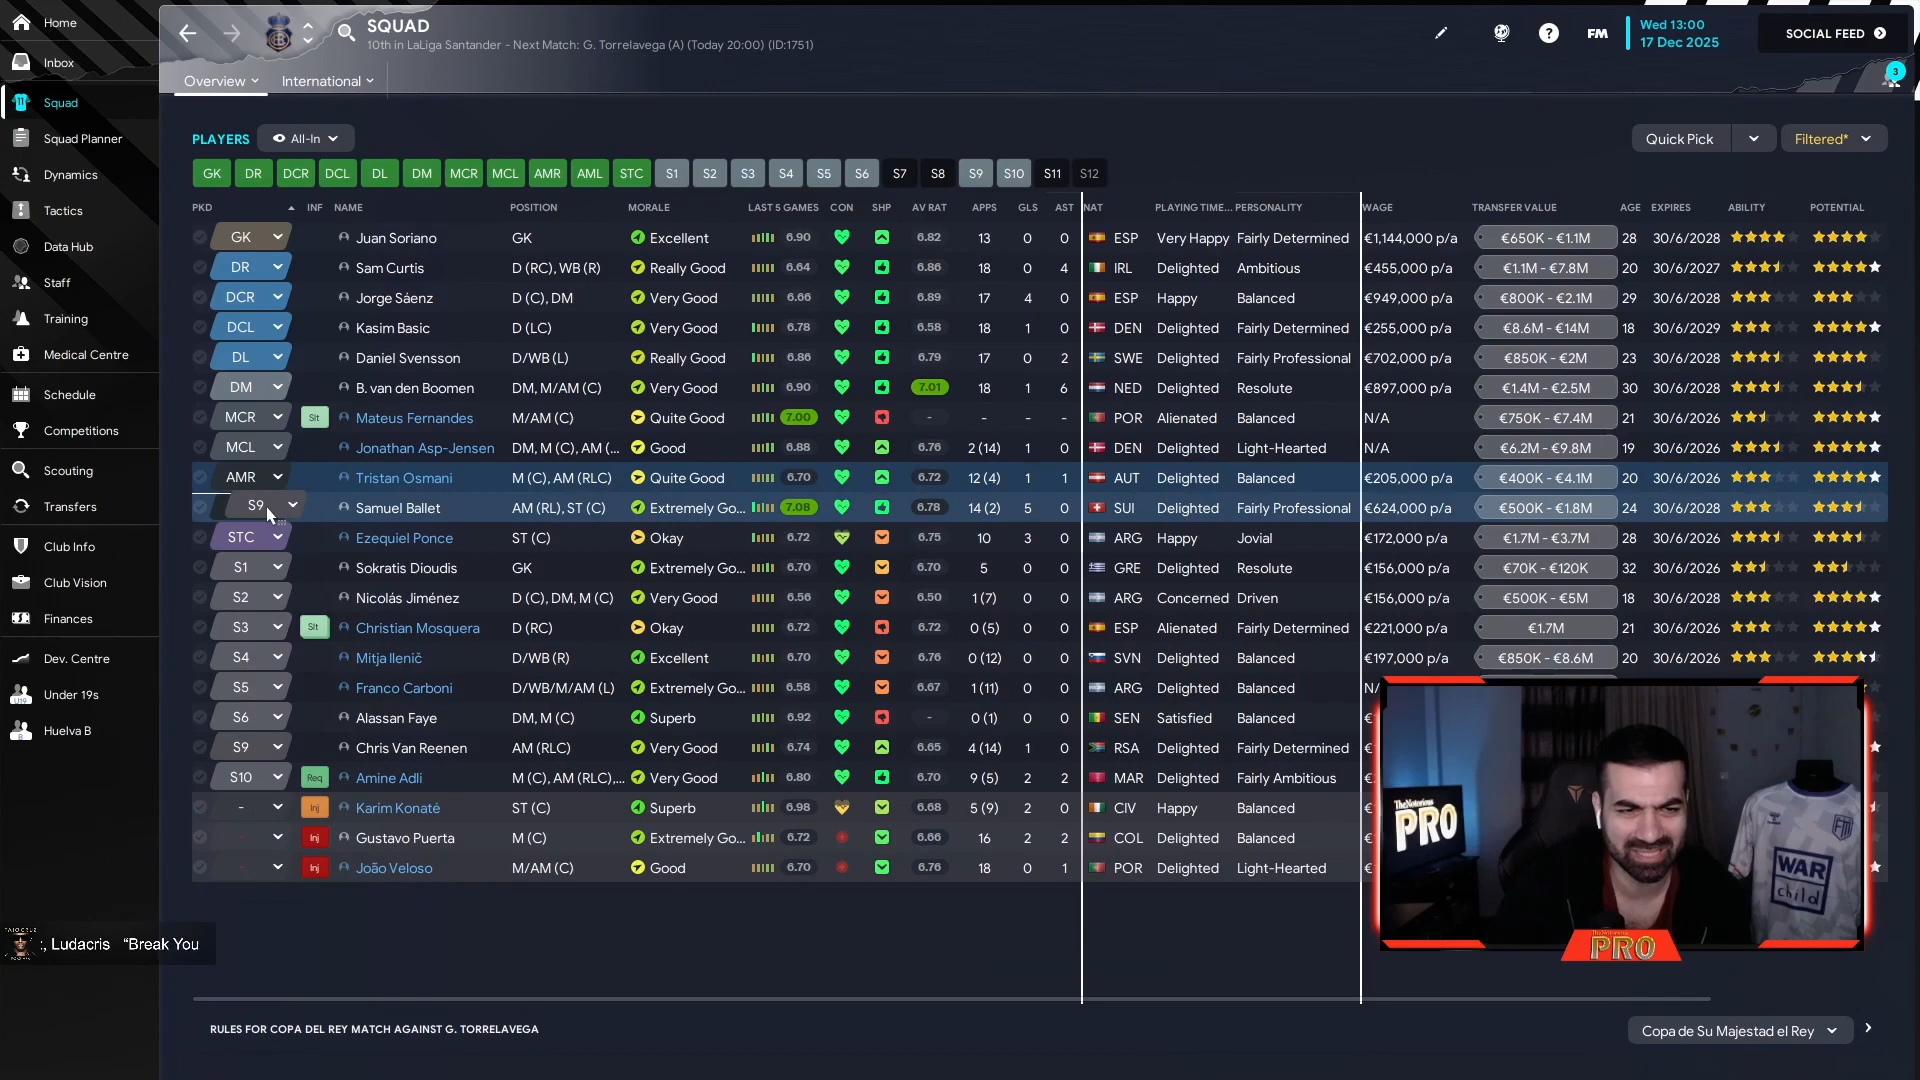 Home
Inbox
Squad
Squad Planner
Dynamics
Tactics
Data Hub
Staff
Training
Medical Centre
Schedule
Competitions
Scouting
Transfers
Club Info
Club Vision
Finances
Dev. Centre
Under 19s
Huelva B
, Ludacris "Break You
SQUAD
10th in LaLiga Santander - Next Match: G. Torrelavega (A) (Today 20:00) (ID:1751)
FM
Wed 13:00
17 Dec 2025
SOCIAL FEED
3
Overview
International
PLAYERS All-In Quick Pick Filtered*
GK DR DCR DCL DL DM MCR MCL AMR AML STC S1 S2 S3 S4 S5 S6 S7 S8 S9 S10 S11 S12
PKD INF NAME POSITION MORALE LAST 5 GAMES CON SHP AV RAT APPS GLS AST NAT PLAYING TIME... PERSONALITY WAGE TRANSFER VALUE AGE EXPIRES ABILITY POTENTIAL
GK Juan Soriano GK Excellent 6.90 6.82 13 0 0 ESP Very Happy Fairly Determined €1,144,000 p/a €650K - €1.1M 28 30/6/2028
DR Sam Curtis D (RC), WB (R) Really Good 6.64 6.86 18 0 4 IRL Delighted Ambitious €455,000 p/a €1.1M - €7.8M 20 30/6/2027
DCR Jorge Sáenz D (C), DM Very Good 6.66 6.89 17 4 0 ESP Happy Balanced €949,000 p/a €800K - €2.1M 29 30/6/2028
DCL Kasim Basic D (LC) Very Good 6.78 6.58 18 1 0 DEN Delighted Fairly Determined €255,000 p/a €8.6M - €14M 18 30/6/2029
DL Daniel Svensson D/WB (L) Really Good 6.86 6.79 17 0 2 SWE Delighted Fairly Professional €702,000 p/a €850K - €2M 23 30/6/2028
DM B. van den Boomen DM, M/AM (C) Very Good 6.90 7.01 18 1 6 NED Delighted Resolute €897,000 p/a €1.4M - €2.5M 30 30/6/2028
MCR Slt Mateus Fernandes M/AM (C) Quite Good 7.00 - - - - POR Alienated Balanced N/A €750K - €7.4M 21 30/6/2026
MCL Jonathan Asp-Jensen DM, M (C), AM (... Good 6.88 6.76 2 (14) 1 0 DEN Delighted Light-Hearted N/A €6.2M - €9.8M 19 30/6/2026
AMR Tristan Osmani M (C), AM (RLC) Quite Good 6.70 6.78 12 (4) 1 1 AUT Delighted Balanced €205,000 p/a €400K - €4.1M 20 30/6/2026
S9 Samuel Ballet AM (RL), ST (C) Extremely Go... 7.08 6.72 14 (2) 5 0 SUI Delighted Fairly Professional €624,000 p/a €500K - €1.8M 24 30/6/2028
STC Ezequiel Ponce ST (C) Okay 6.72 6.75 10 3 0 ARG Happy Jovial €172,000 p/a €1.7M - €3.7M 28 30/6/2026
S1 Sokratis Dioudis GK Extremely Go... 6.70 6.70 5 0 0 GRE Delighted Resolute €156,000 p/a €70K - €120K 32 30/6/2026
S2 Nicolás Jiménez D (C), DM, M (C) Very Good 6.56 6.50 1 (7) 0 0 ARG Concerned Driven €156,000 p/a €500K - €5M 18 30/6/2026
S3 Slt Christian Mosquera D (RC) Okay 6.72 6.72 0 (5) 0 0 ESP Alienated Fairly Determined €221,000 p/a €1.7M 21 30/6/2026
S4 Mitja Ilenič D/WB (R) Excellent 6.70 6.76 0 (12) 0 0 SVN Delighted Balanced €197,000 p/a €850K - €8.6M 20 30/6/2026
S5 Franco Carboni D/WB/M/AM (L) Extremely Go... 6.58 6.67 1 (11) 0 0 ARG Delighted Balanced N/
S6 Alassan Faye DM, M (C) Superb 6.92 - 0 (1) 0 0 SEN Satisfied Balanced €
S9 Chris Van Reenen AM (RLC) Very Good 6.74 6.65 4 (14) 1 0 RSA Delighted Fairly Determined €
S10 Req Amine Adli M (C), AM (RLC),... Very Good 6.80 6.70 9 (5) 2 2 MAR Delighted Fairly Ambitious €
- Inj Karim Konaté ST (C) Superb 6.98 6.68 5 (9) 2 0 CIV Happy Balanced €
- Inj Gustavo Puerta M (C) Extremely Go... 6.72 6.66 16 2 2 COL Delighted Balanced €
- Inj João Veloso M/AM (C) Good 6.70 6.76 18 0 1 POR Delighted Light-Hearted €
TheNotorious
PRO
WAR
child
TheNotorious
PRO
RULES FOR COPA DEL REY MATCH AGAINST G. TORRELAVEGA
Copa de Su Majestad el Rey